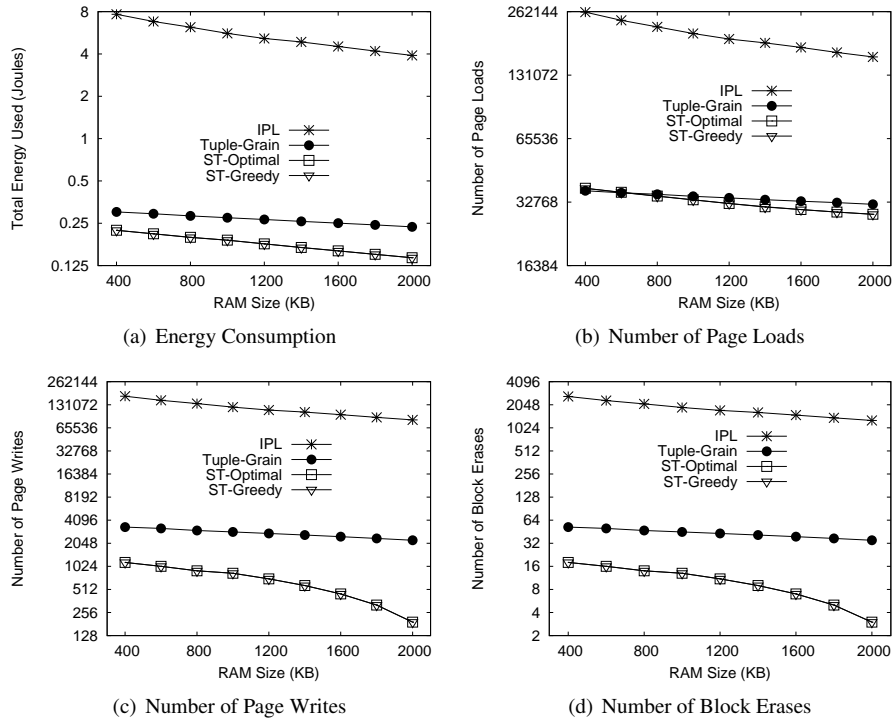 8
4
2
1
0.5
0.25
0.125
Total Energy Used (Joules)
IPL
Tuple-Grain
ST-Optimal
ST-Greedy
400 800 1200 1600 2000
RAM Size (KB)
(a) Energy Consumption
262144
131072
65536
32768
16384
Number of Page Loads
IPL
Tuple-Grain
ST-Optimal
ST-Greedy
400 800 1200 1600 2000
RAM Size (KB)
(b) Number of Page Loads
262144
131072
65536
32768
16384
8192
4096
2048
1024
512
256
128
Number of Page Writes
IPL
Tuple-Grain
ST-Optimal
ST-Greedy
400 800 1200 1600 2000
RAM Size (KB)
(c) Number of Page Writes
4096
2048
1024
512
256
128
64
32
16
8
4
2
Number of Block Erases
IPL
Tuple-Grain
ST-Optimal
ST-Greedy
400 800 1200 1600 2000
RAM Size (KB)
(d) Number of Block Erases